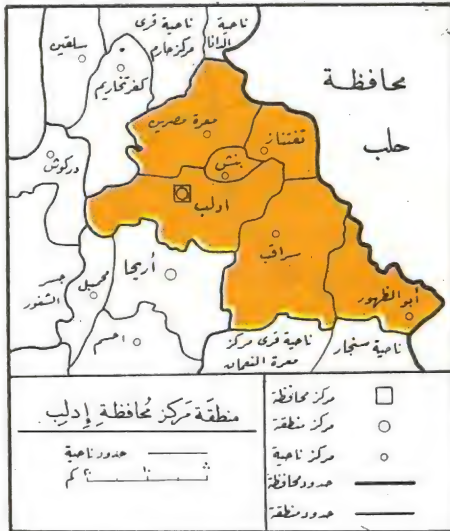 ناحية
الدانا
ناحية قرى
مركز حارم
سلقين
كفرتخاريم
محافظة
حلب
معرة مصرين
تفتناز
بنش
دركوش
ادلب
سراقب
أريحا
محمبل
جسر
الشغور
أبو الظهور
احسم
ناحية قرى مركز
معرة النعمان
ناحية سنجار
منطقة مركز محافظة إدلب
حدود ناحية
كم
مركز محافظة
مركز منطقة
مركز ناحية
حدود محافظة
حدود منطقة